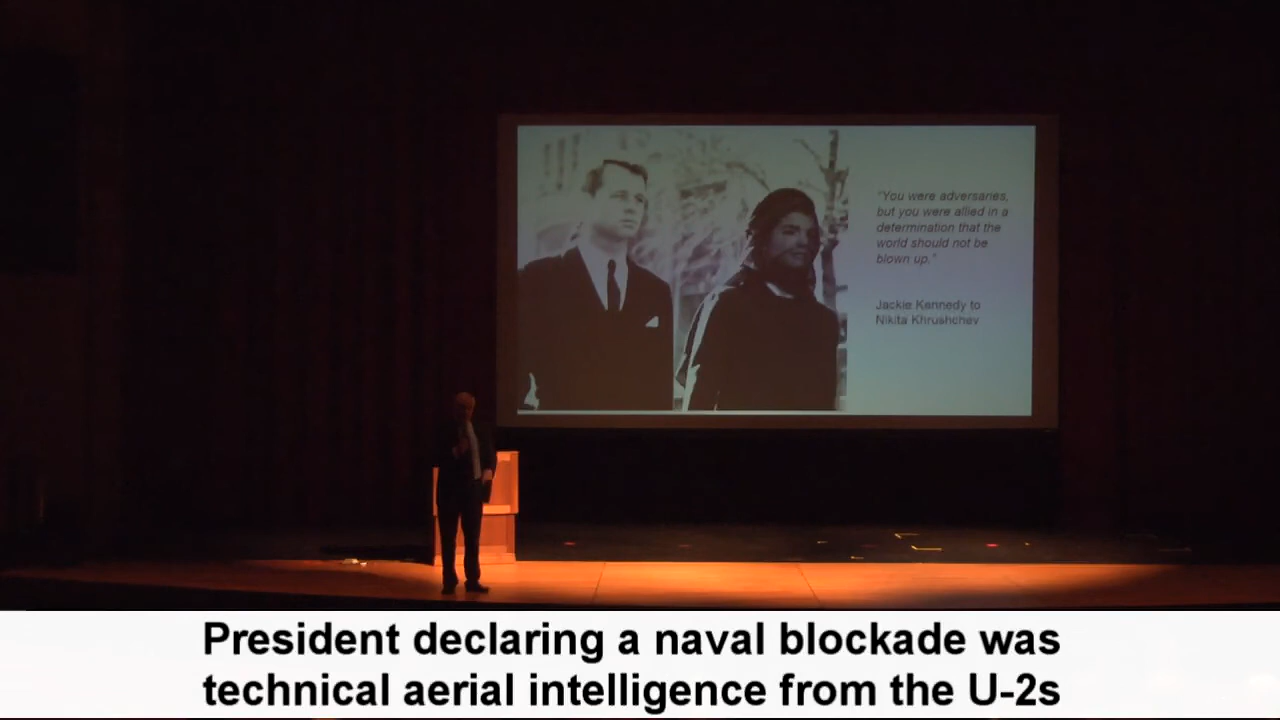 "You were adversaries,
but you were allied in a
determination that the
world should not be
blown up."
Jackie Kennedy to
Nikita Khrushchev
President declaring a naval blockade was
technical aerial intelligence from the U-2s